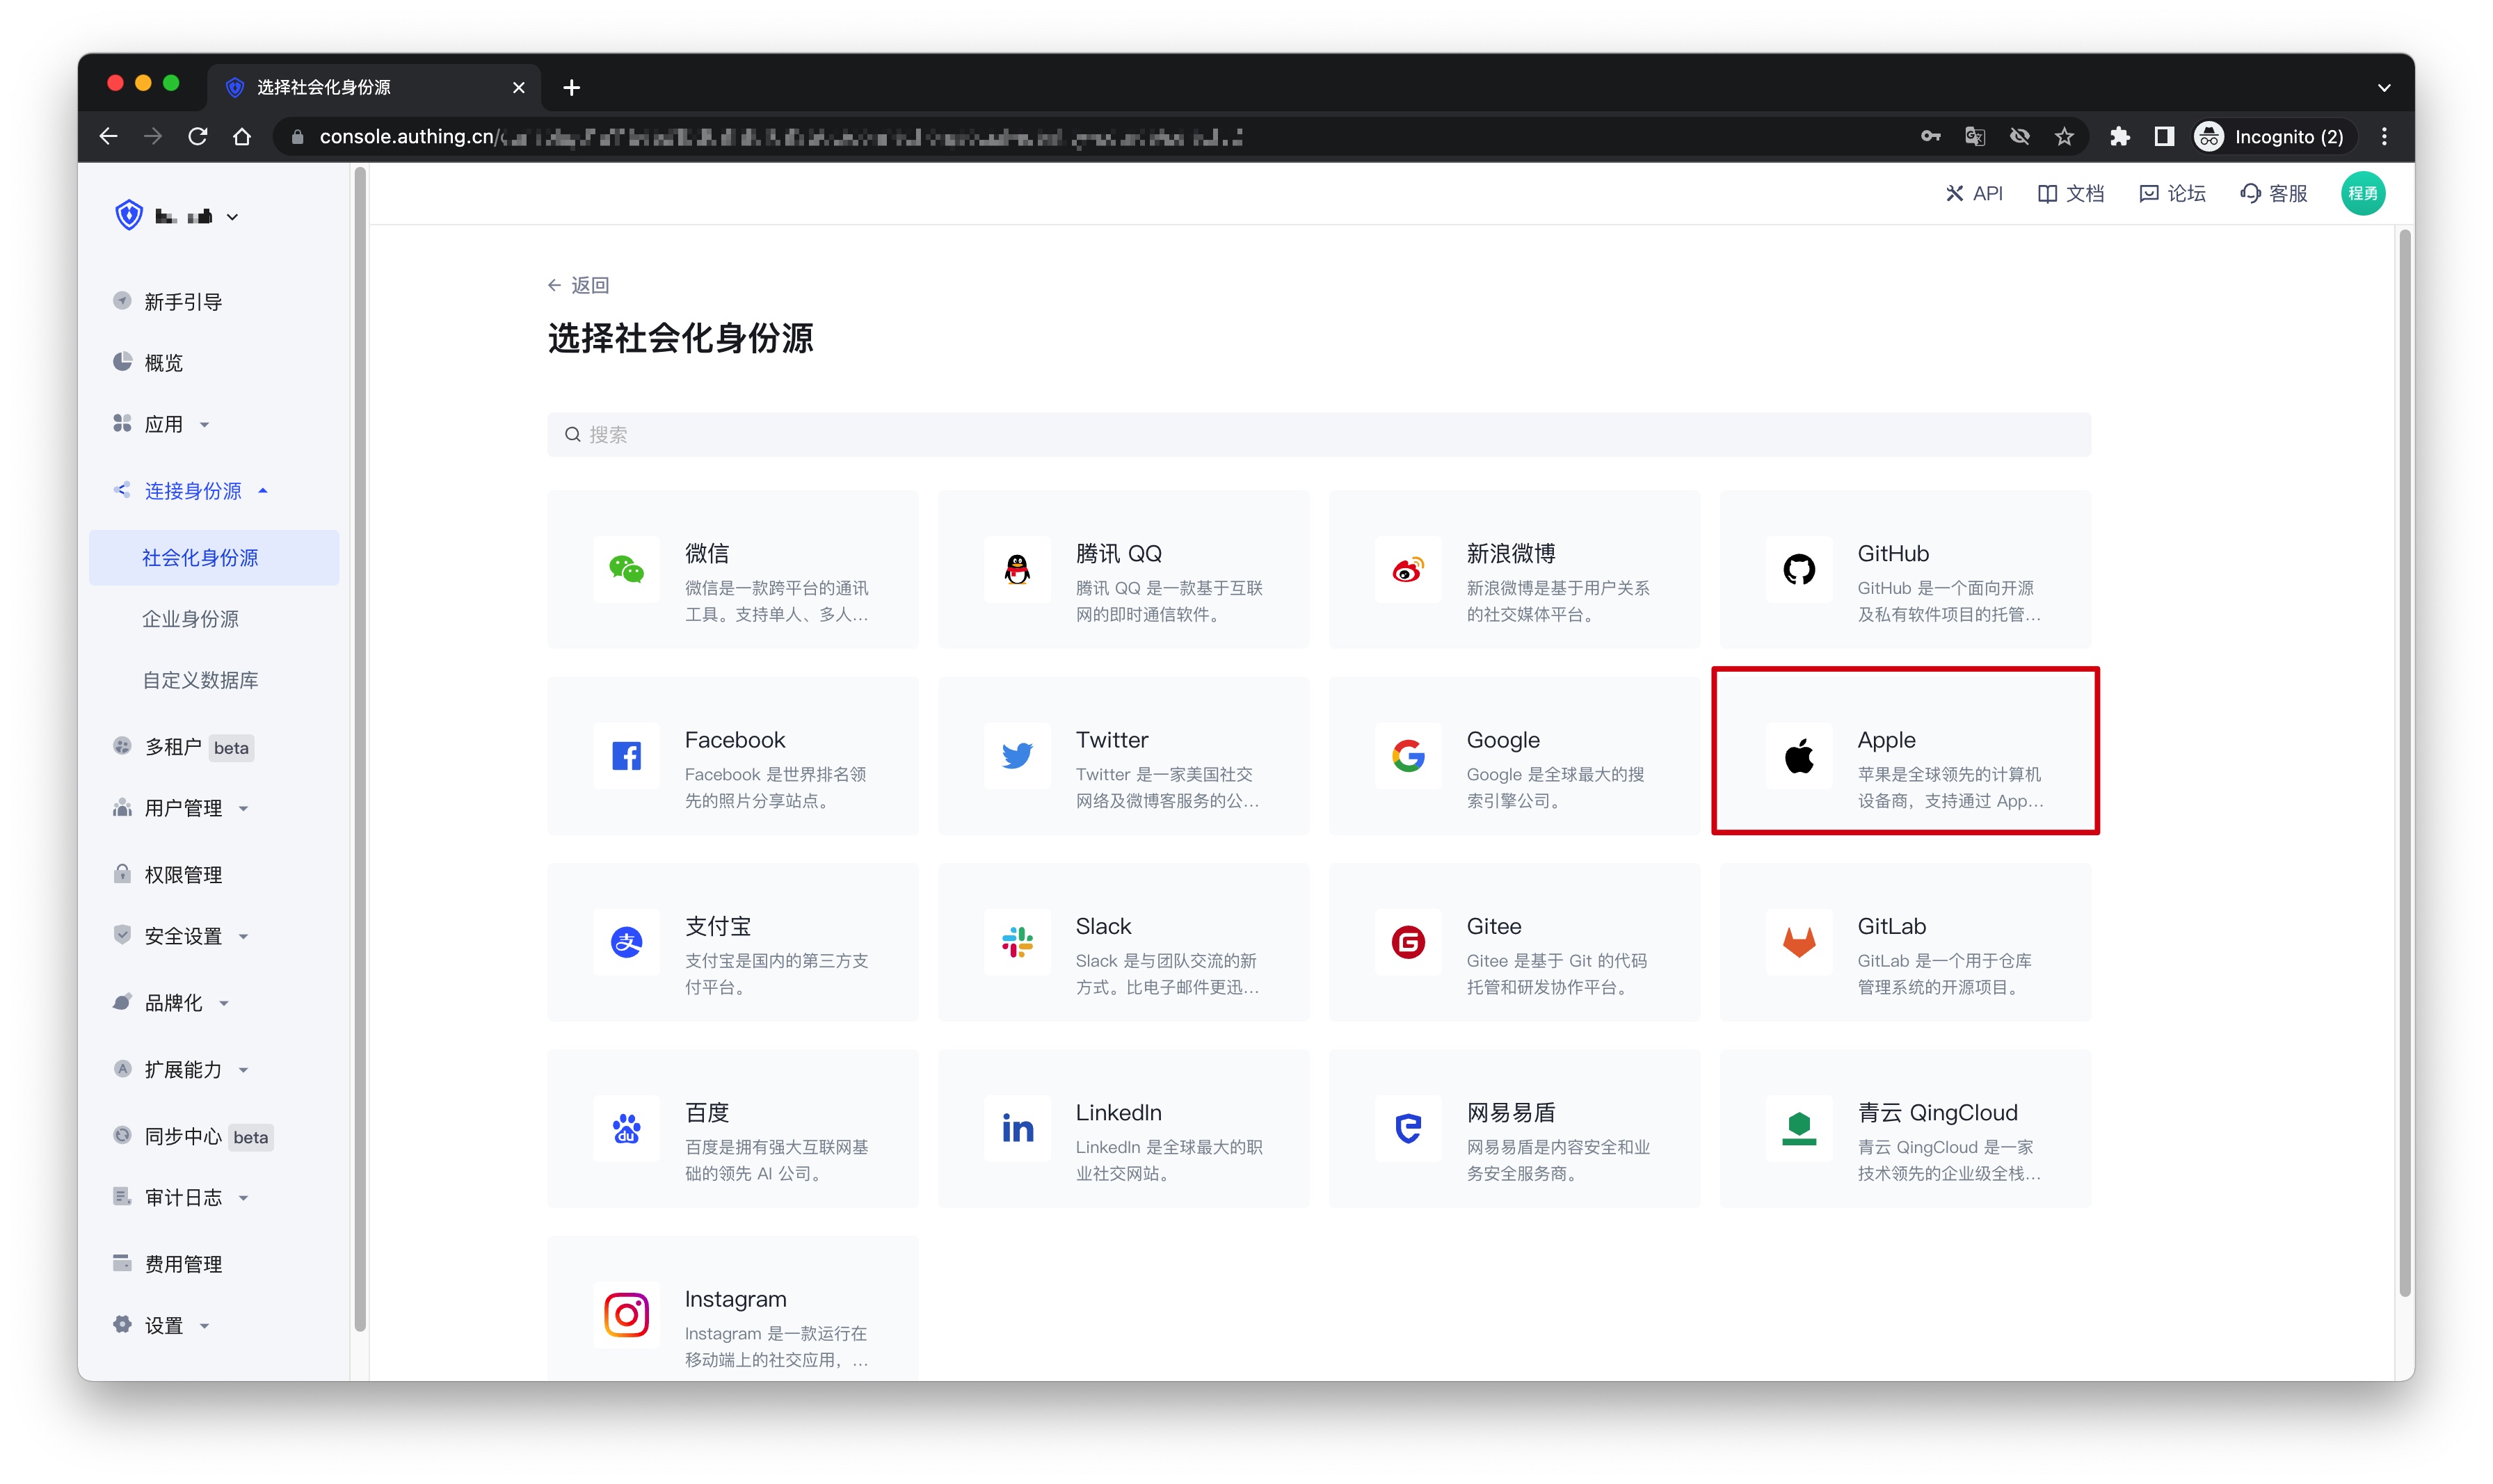 选择社会化身份源
console.authing.cn/
Incognito (2)
API
文档
论坛
客服
程勇
新手引导
概览
应用
连接身份源
社会化身份源
企业身份源
自定义数据库
多租户 beta
用户管理
权限管理
安全设置
品牌化
扩展能力
同步中心 beta
审计日志
费用管理
设置
返回
选择社会化身份源
搜索
微信
微信是一款跨平台的通讯
工具。支持单人、多人...
腾讯 QQ
腾讯 QQ 是一款基于互联
网的即时通信软件。
新浪微博
新浪微博是基于用户关系
的社交媒体平台。
GitHub
GitHub 是一个面向开源
及私有软件项目的托管...
Facebook
Facebook 是世界排名领
先的照片分享站点。
Twitter
Twitter 是一家美国社交
网络及微博客服务的公...
Google
Google 是全球最大的搜
索引擎公司。
Apple
苹果是全球领先的计算机
设备商，支持通过 App...
支付宝
支付宝是国内的第三方支
付平台。
Slack
Slack 是与团队交流的新
方式。比电子邮件更迅...
Gitee
Gitee 是基于 Git 的代码
托管和研发协作平台。
GitLab
GitLab 是一个用于仓库
管理系统的开源项目。
百度
百度是拥有强大互联网基
础的领先 AI 公司。
LinkedIn
LinkedIn 是全球最大的职
业社交网站。
网易易盾
网易易盾是内容安全和业
务安全服务商。
青云 QingCloud
青云 QingCloud 是一家
技术领先的企业级全栈...
Instagram
Instagram 是一款运行在
移动端上的社交应用，...